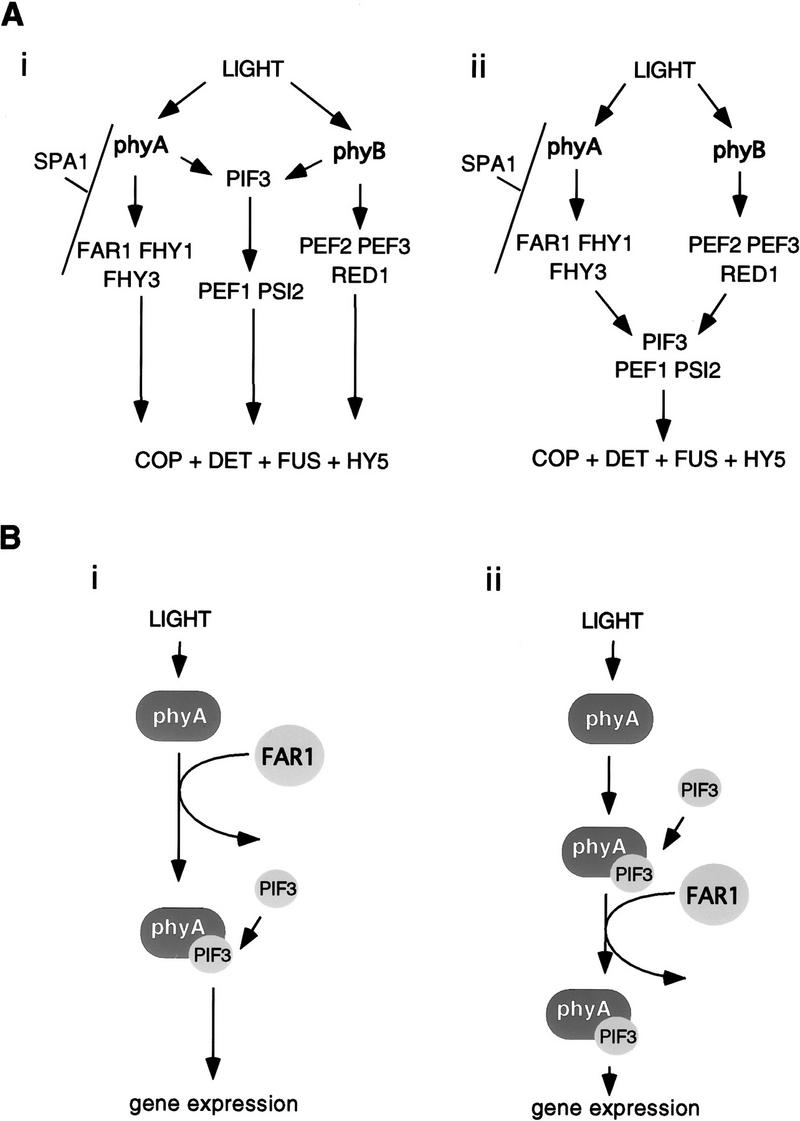 A
i
LIGHT
phyA
phyB
SPA1
PIF3
FAR1 FHY1
FHY3
PEF2 PEF3
RED1
PEF1 PSI2
COP + DET + FUS + HY5
ii
LIGHT
phyA
phyB
SPA1
FAR1 FHY1
FHY3
PEF2 PEF3
RED1
PIF3
PEF1 PSI2
COP + DET + FUS + HY5
B
i
LIGHT
phyA
FAR1
PIF3
phyA
PIF3
gene expression
ii
LIGHT
phyA
PIF3
phyA
PIF3
FAR1
phyA
PIF3
gene expression